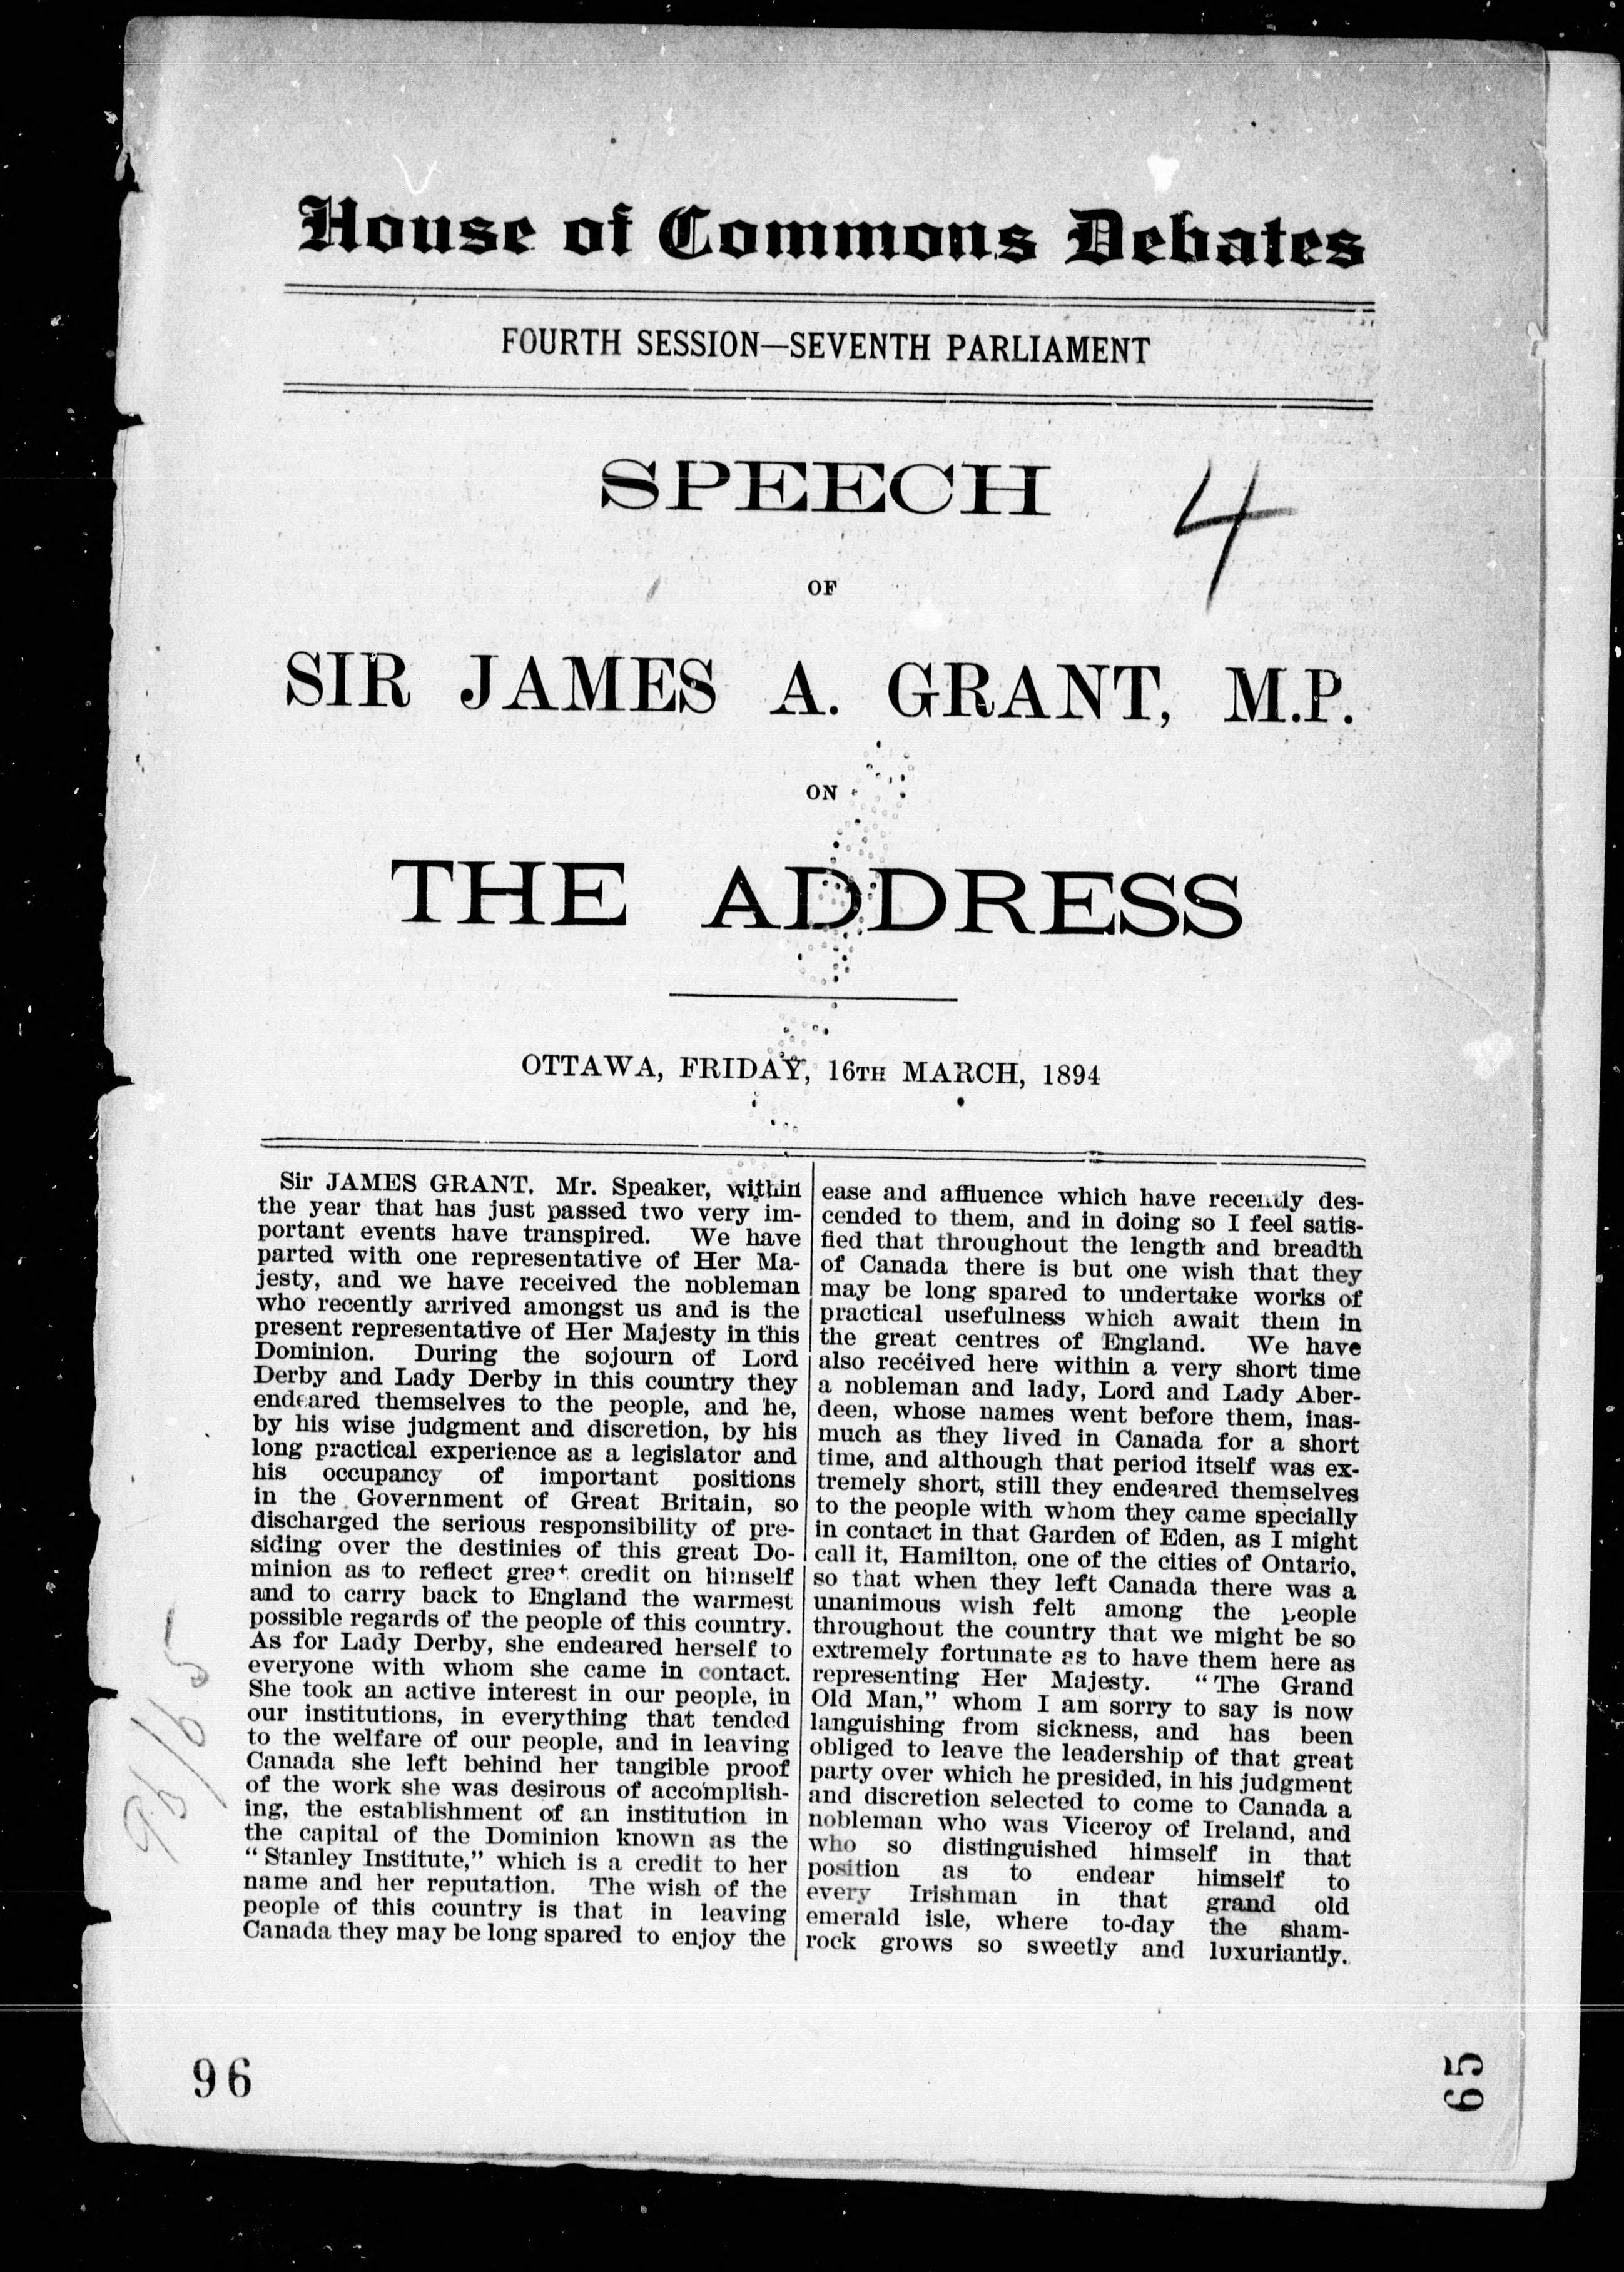 House of Commons Debates
FOURTH SESSION—SEVENTH PARLIAMENT
SPEECH
4
OF
SIR JAMES A. GRANT, M.P.
ON
THE ADDRESS
OTTAWA, FRIDAY, 16TH MARCH, 1894
Sir JAMES GRANT. Mr. Speaker, within
the year that has just passed two very im-
portant events have transpired. We have
parted with one representative of Her Ma-
jesty, and we have received the nobleman
who recently arrived amongst us and is the
present representative of Her Majesty in this
Dominion. During the sojourn of Lord
Derby and Lady Derby in this country they
endeared themselves to the people, and he,
by his wise judgment and discretion, by his
long practical experience as a legislator and
his occupancy of important positions
in the Government of Great Britain, so
discharged the serious responsibility of pre-
siding over the destinies of this great Do-
minion as to reflect great credit on himself
and to carry back to England the warmest
possible regards of the people of this country.
As for Lady Derby, she endeared herself to
everyone with whom she came in contact.
She took an active interest in our people, in
our institutions, in everything that tended
to the welfare of our people, and in leaving
Canada she left behind her tangible proof
of the work she was desirous of accomplish-
ing, the establishment of an institution in
the capital of the Dominion known as the
"Stanley Institute," which is a credit to her
name and her reputation. The wish of the
people of this country is that in leaving
Canada they may be long spared to enjoy the
ease and affluence which have recently des-
cended to them, and in doing so I feel satis-
fied that throughout the length and breadth
of Canada there is but one wish that they
may be long spared to undertake works of
practical usefulness which await them in
the great centres of England. We have
also received here within a very short time
a nobleman and lady, Lord and Lady Aber-
deen, whose names went before them, inas-
much as they lived in Canada for a short
time, and although that period itself was ex-
tremely short, still they endeared themselves
to the people with whom they came specially
in contact in that Garden of Eden, as I might
call it, Hamilton, one of the cities of Ontario,
so that when they left Canada there was a
unanimous wish felt among the people
throughout the country that we might be so
extremely fortunate as to have them here as
representing Her Majesty. "The Grand
Old Man," whom I am sorry to say is now
languishing from sickness, and has been
obliged to leave the leadership of that great
party over which he presided, in his judgment
and discretion selected to come to Canada a
nobleman who was Viceroy of Ireland, and
who so distinguished himself in that
position as to endear himself to
every Irishman in that grand old
emerald isle, where to-day the sham-
rock grows so sweetly and luxuriantly.
96
65